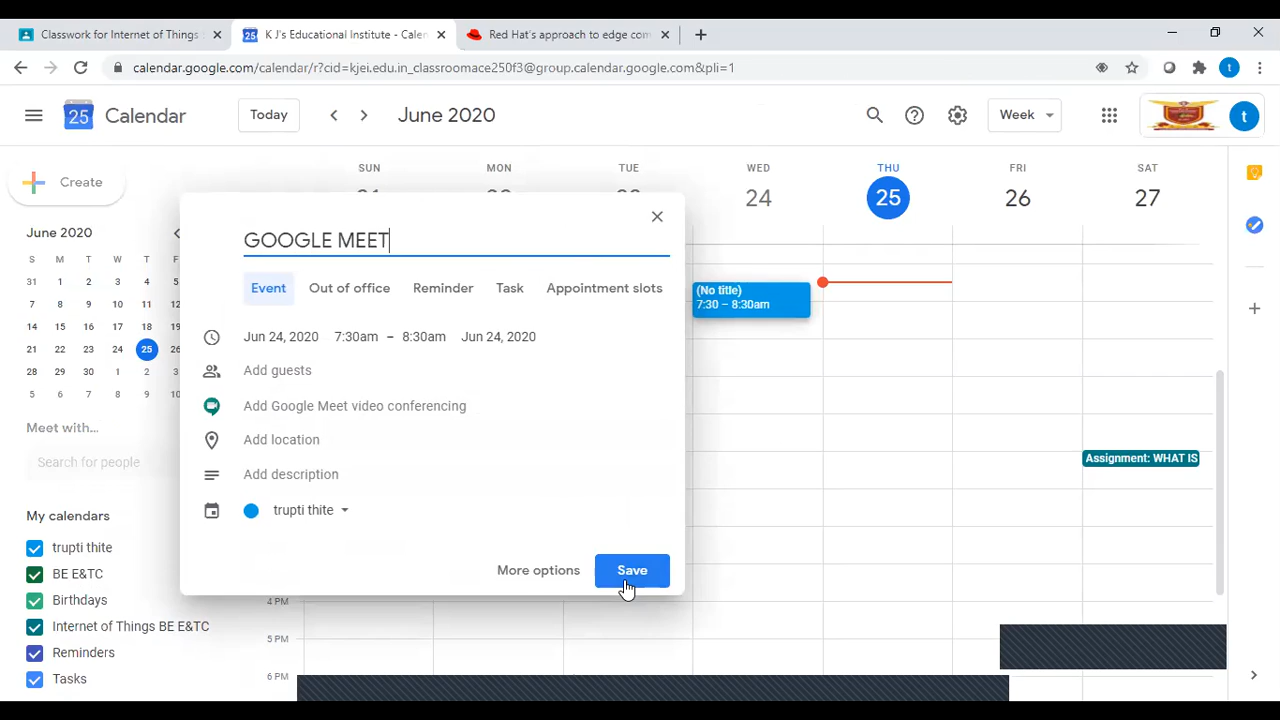 Classwork for Internet of Things
K J's Educational Institute - Calen
Red Hat's approach to edge com
calendar.google.com/calendar/r?cid=kjei.edu.in_classroomace250f3@group.calendar.google.com&pli=1
t
25 Calendar
Today
June 2020
Week
t
Create
SUN
MON
TUE
WED 24
THU 25
FRI 26
SAT 27
June 2020
S M T W T F S
31 1 2 3 4 5 6
7 8 9 10 11 12 13
14 15 16 17 18 19 20
21 22 23 24 25 26
28 29 30 1 2 3 4
5 6 7 8 9 10
Meet with...
Search for people
My calendars
trupti thite
BE E&TC
Birthdays
Internet of Things BE E&TC
Reminders
Tasks
GOOGLE MEET
Event Out of office Reminder Task Appointment slots
Jun 24, 2020 7:30am – 8:30am Jun 24, 2020
Add guests
Add Google Meet video conferencing
Add location
Add description
trupti thite
More options Save
(No title)
7:30 – 8:30am
Assignment: WHAT IS
4 PM
5 PM
6 PM